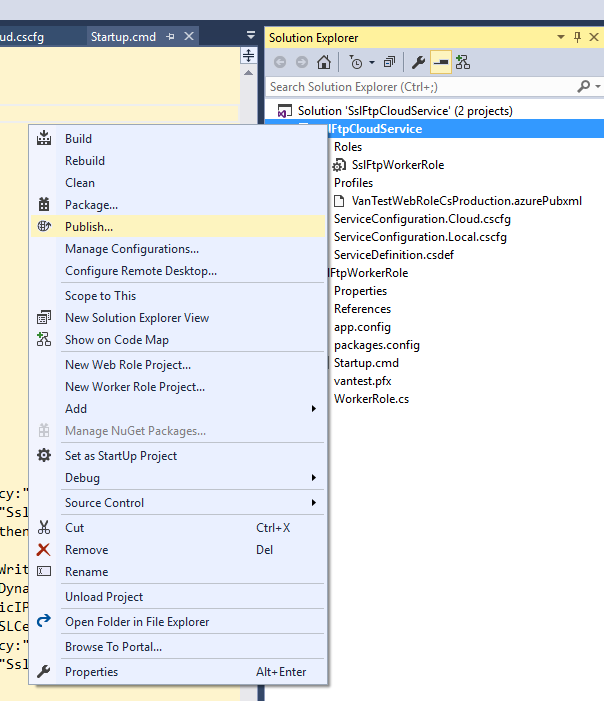 ud.cscfg
Startup.cmd
Solution Explorer
Search Solution Explorer (Ctrl+;)
Solution 'SslFtpCloudService' (2 projects)
lFtpCloudService
Roles
SslFtpWorkerRole
Profiles
VanTestWebRoleCsProduction.azurePubxml
ServiceConfiguration.Cloud.cscfg
ServiceConfiguration.Local.cscfg
ServiceDefinition.csdef
lFtpWorkerRole
Properties
References
app.config
packages.config
Startup.cmd
vantest.pfx
WorkerRole.cs
Build
Rebuild
Clean
Package...
Publish...
Manage Configurations...
Configure Remote Desktop...
Scope to This
New Solution Explorer View
Show on Code Map
New Web Role Project...
New Worker Role Project...
Add
Manage NuGet Packages...
Set as StartUp Project
Debug
Source Control
Cut Ctrl+X
Remove Del
Rename
Unload Project
Open Folder in File Explorer
Browse To Portal...
Properties Alt+Enter
cy:"
"Ssl
then
Writ
Dyna
icIP
SLCe
cy:"
"Ssl